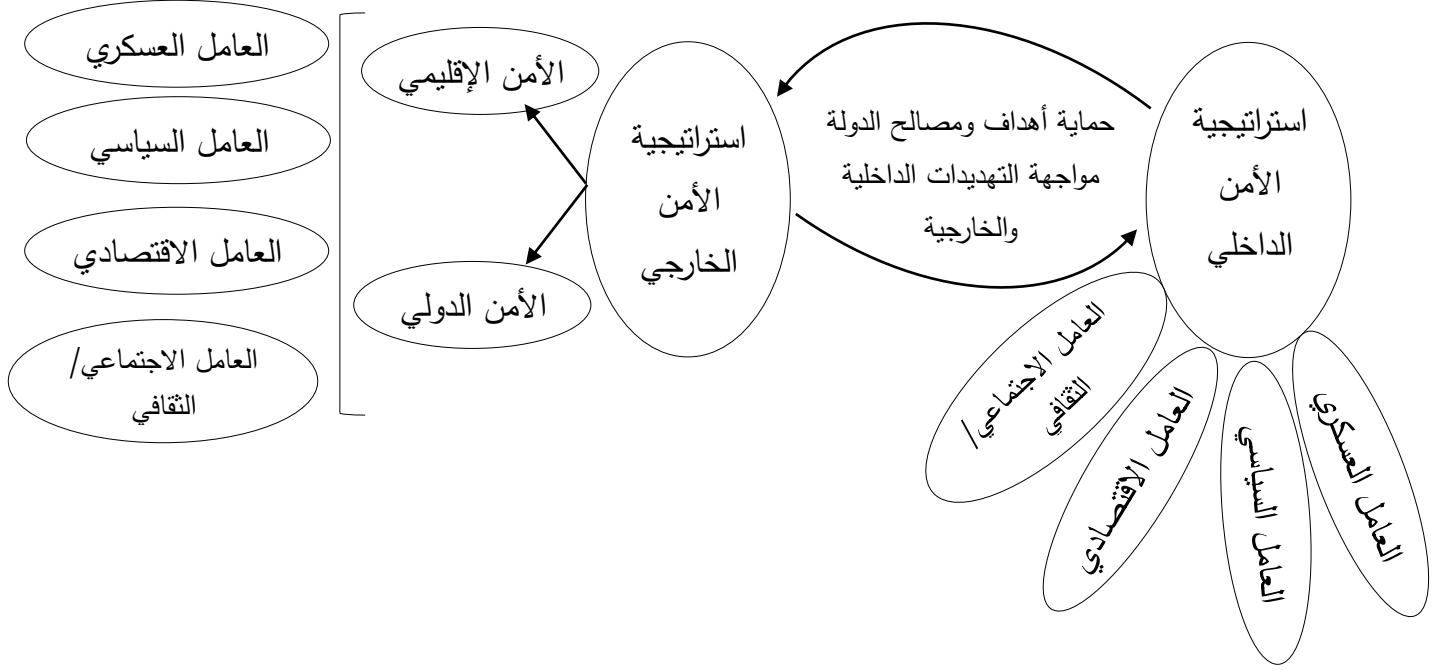 استراتيجية
الأمن
الداخلي
حماية أهداف ومصالح الدولة
مواجهة التهديدات الداخلية
والخارجية
استراتيجية
الأمن
الخارجي
الأمن الإقليمي
الأمن الدولي
العامل العسكري
العامل السياسي
العامل الاقتصادي
العامل الاجتماعي/
الثقافي
العامل العسكري
العامل السياسي
العامل الاقتصادي
العامل الاجتماعي/
الثقافي